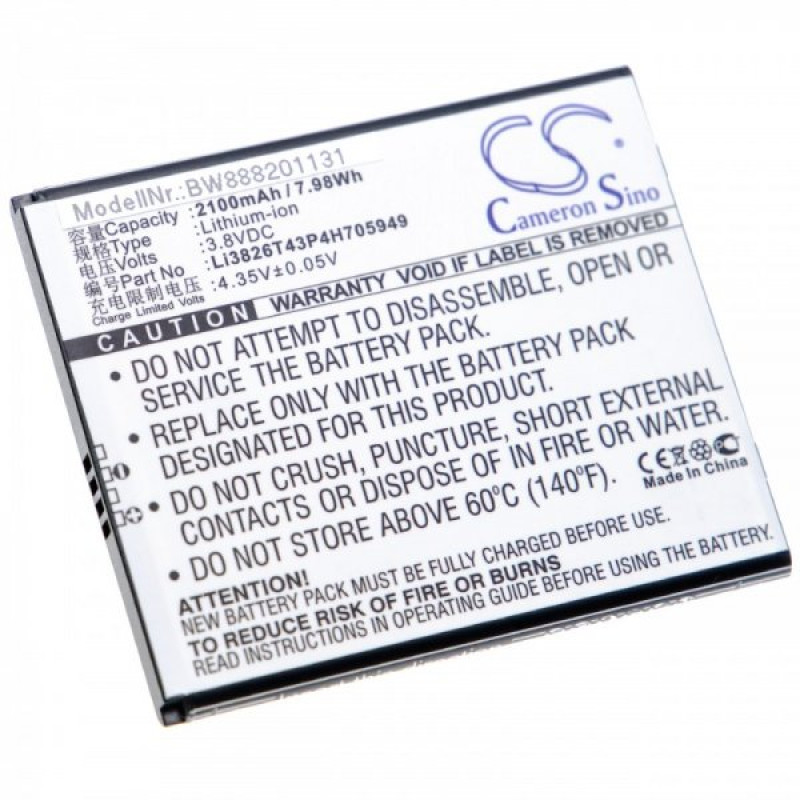 ModellNr.:BW888201131
容量Capacity :2100mAh / 7.98Wh
类型Type :Lithium-ion
规格 :3.8VDC
电压Volts :Li3826T43P4H705949
编号Part No :4.35V±0.05V
充电限制电压
Charge Limited Volts
CS
Cameron Sino
WARRANTY VOID IF LABEL IS REMOVED
CAUTION
• DO NOT ATTEMPT TO DISASSEMBLE, OPEN OR
SERVICE THE BATTERY PACK.
• REPLACE ONLY WITH THE BATTERY PACK
DESIGNATED FOR THIS PRODUCT.
• DO NOT CRUSH, PUNCTURE, SHORT EXTERNAL
CONTACTS OR DISPOSE OF IN FIRE OR WATER.
• DO NOT STORE ABOVE 60°C (140°F).
CE
Made In China
ATTENTION!
NEW BATTERY PACK MUST BE FULLY CHARGED BEFORE USING THE BATTERY.
TO REDUCE RISK OF FIRE OR BURNS
READ INSTRUCTIONS FIRST.